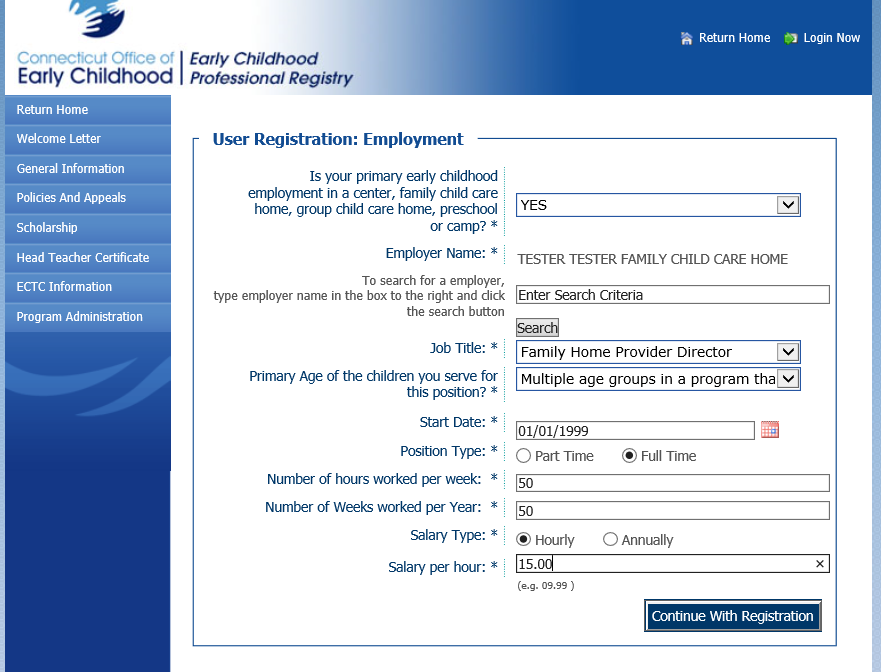 Connecticut Office of
Early Childhood
Early Childhood
Professional Registry
Return Home
Login Now
Return Home
Welcome Letter
General Information
Policies And Appeals
Scholarship
Head Teacher Certificate
ECTC Information
Program Administration
User Registration: Employment
Is your primary early childhood
employment in a center, family child care
home, group child care home, preschool
or camp? *
YES
Employer Name: *
TESTER TESTER FAMILY CHILD CARE HOME
To search for a employer,
type employer name in the box to the right and click
the search button
Enter Search Criteria
Search
Job Title: *
Family Home Provider Director
Primary Age of the children you serve for
this position? *
Multiple age groups in a program tha
Start Date: *
01/01/1999
Position Type: *
Part Time
Full Time
Number of hours worked per week: *
50
Number of Weeks worked per Year: *
50
Salary Type: *
Hourly
Annually
Salary per hour: *
15.00
(e.g. 09.99 )
Continue With Registration